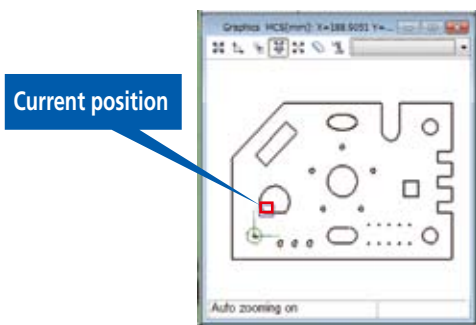 Graphics MCS[mm]: X=188.9051 Y=...
Current position
Auto zooming on